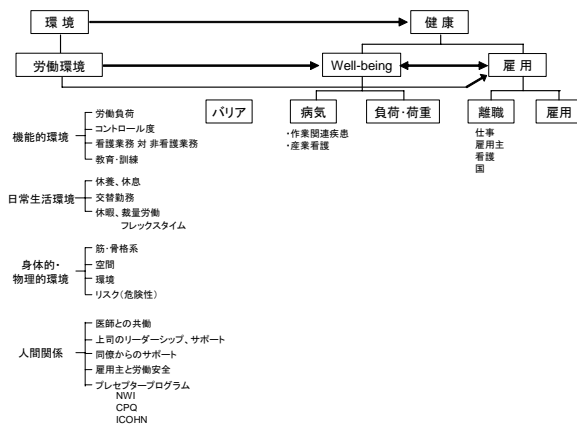 環 境
健 康
労働環境
Well-being
雇 用
バリア
病気
負荷・荷重
離職
雇用
・作業関連疾患
・産業看護
仕事
雇用主
看護
国
機能的環境
労働負荷
コントロール度
看護業務 対 非看護業務
教育・訓練
日常生活環境
休養、休息
交替勤務
休暇、裁量労働
フレックスタイム
身体的・
物理的環境
筋・骨格系
空間
環境
リスク(危険性)
人間関係
医師との共働
上司のリーダーシップ、サポート
同僚からのサポート
雇用主と労働安全
プレセプタープログラム
NWI
CPQ
ICOHN